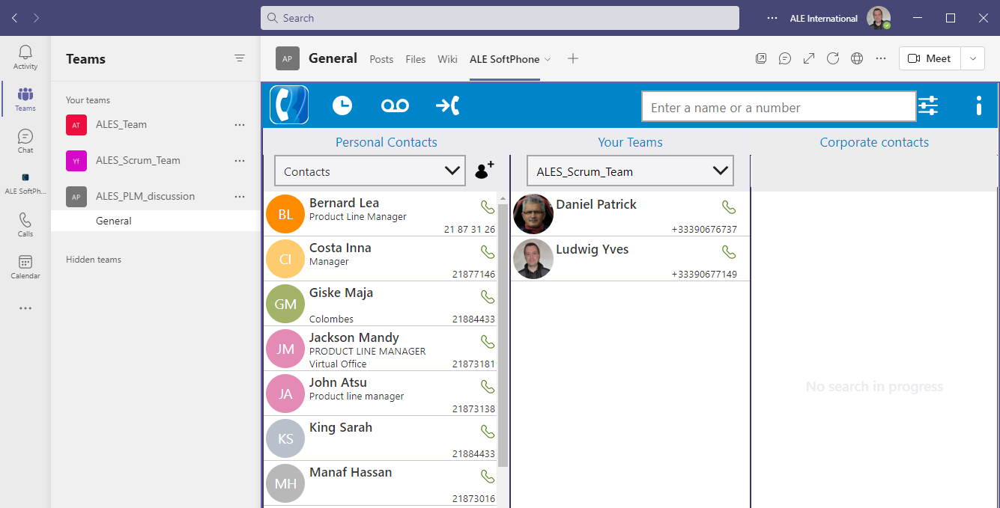 Search
ALE International
Activity
Teams
Chat
ALE SoftPh...
Calls
Calendar
Teams
Your teams
AT ALES_Team
Yf ALES_Scrum_Team
AP ALES_PLM_discussion
General
Hidden teams
AP General Posts Files Wiki ALE SoftPhone
Meet
Enter a name or a number
Personal Contacts
Contacts
BL Bernard Lea
Product Line Manager
21 87 31 26
CI Costa Inna
Manager
21877146
GM Giske Maja
Colombes 21884433
JM Jackson Mandy
PRODUCT LINE MANAGER
Virtual Office 21873181
JA John Atsu
Product line manager
21873138
KS King Sarah
21884433
MH Manaf Hassan
21873016
Your Teams
ALES_Scrum_Team
Daniel Patrick
+33390676737
Ludwig Yves
+33390677149
Corporate contacts
No search in progress